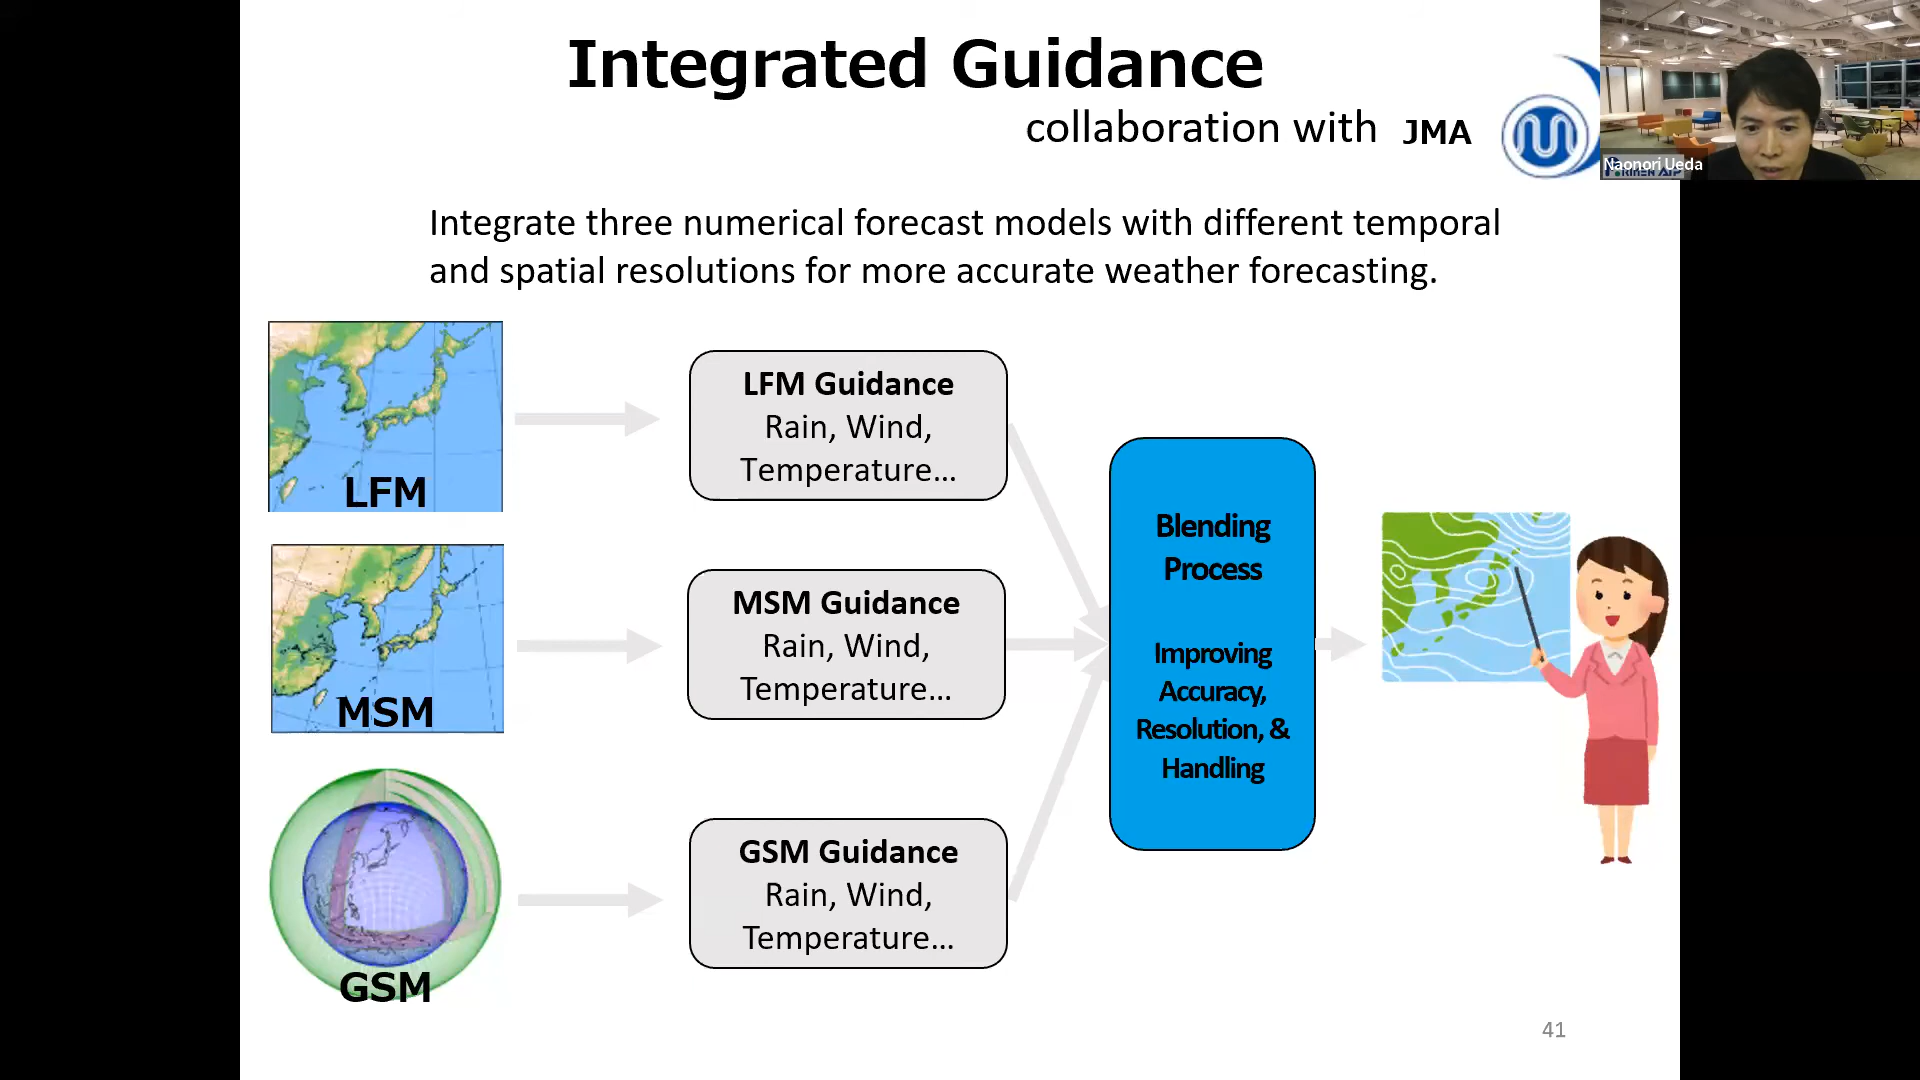 Integrated Guidance
collaboration with JMA
Naonori Ueda
Integrate three numerical forecast models with different temporal
and spatial resolutions for more accurate weather forecasting.
LFM
LFM Guidance
Rain, Wind,
Temperature...
MSM
MSM Guidance
Rain, Wind,
Temperature...
GSM
GSM Guidance
Rain, Wind,
Temperature...
Blending
Process
Improving
Accuracy,
Resolution, &
Handling
41